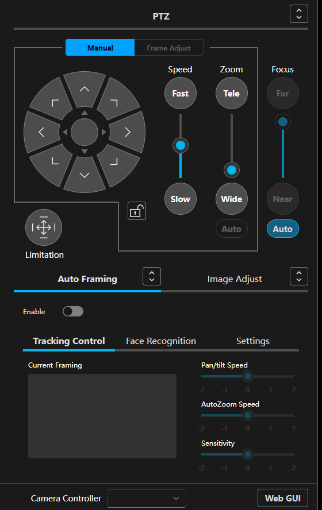 PTZ
Manual Frame Adjust
Speed Zoom Focus
Fast Tele Far
Slow Wide Near
Auto Auto
Limitation
Auto Framing Image Adjust
Enable
Tracking Control Face Recognition Settings
Current Framing Pan/tilt Speed
-2 -1 0 1 2
AutoZoom Speed
-2 -1 0 1 2
Sensitivity
-2 -1 0 1 2
Camera Controller Web GUI